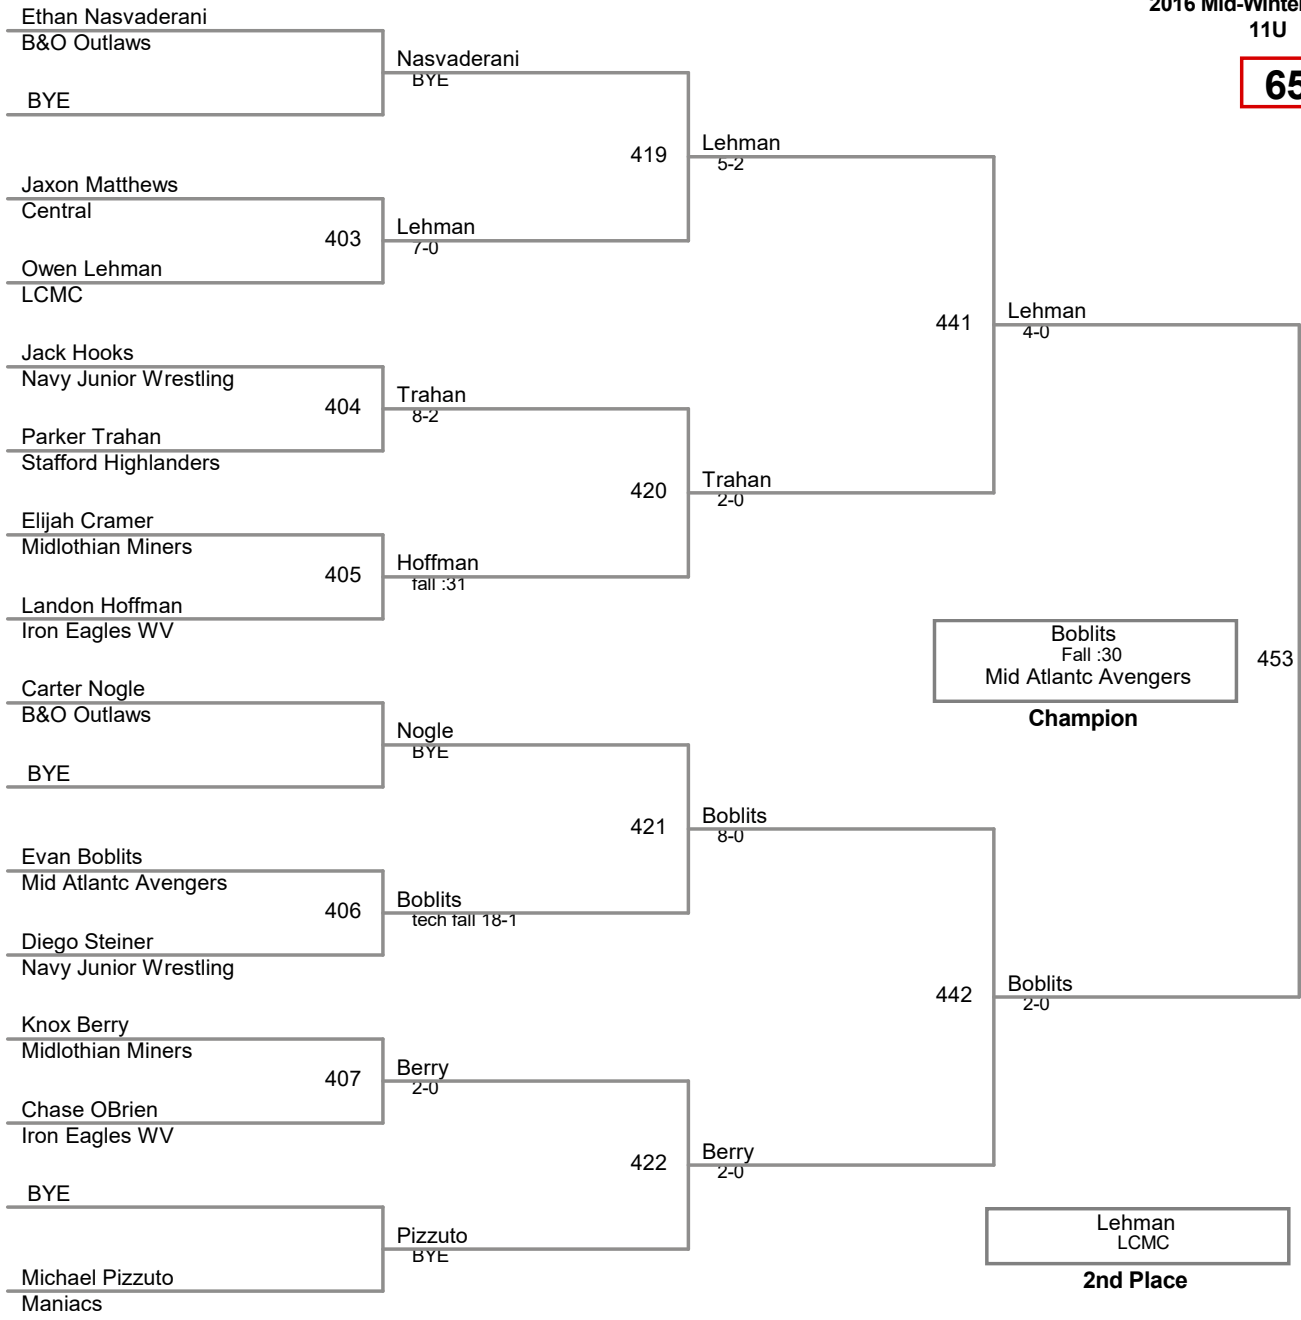 2016 Mid-Winter
11U
65
Ethan Nasvaderani
B&O Outlaws
BYE
Nasvaderani
BYE
419
Lehman
5-2
Jaxon Matthews
Central
403
Lehman
7-0
Owen Lehman
LCMC
441
Lehman
4-0
Jack Hooks
Navy Junior Wrestling
404
Trahan
8-2
Parker Trahan
Stafford Highlanders
420
Trahan
2-0
Elijah Cramer
Midlothian Miners
405
Hoffman
fall :31
Landon Hoffman
Iron Eagles WV
Boblits
Fall :30
Mid Atlantc Avengers
453
Champion
Carter Nogle
B&O Outlaws
Nogle
BYE
BYE
421
Boblits
8-0
Evan Boblits
Mid Atlantc Avengers
406
Boblits
tech fall 18-1
Diego Steiner
Navy Junior Wrestling
442
Boblits
2-0
Knox Berry
Midlothian Miners
407
Berry
2-0
Chase OBrien
Iron Eagles WV
422
Berry
2-0
BYE
Pizzuto
BYE
Michael Pizzuto
Maniacs
Lehman
LCMC
2nd Place